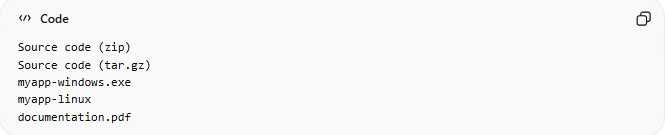 Code
Source code (zip)
Source code (tar.gz)
myapp-windows.exe
myapp-linux
documentation.pdf